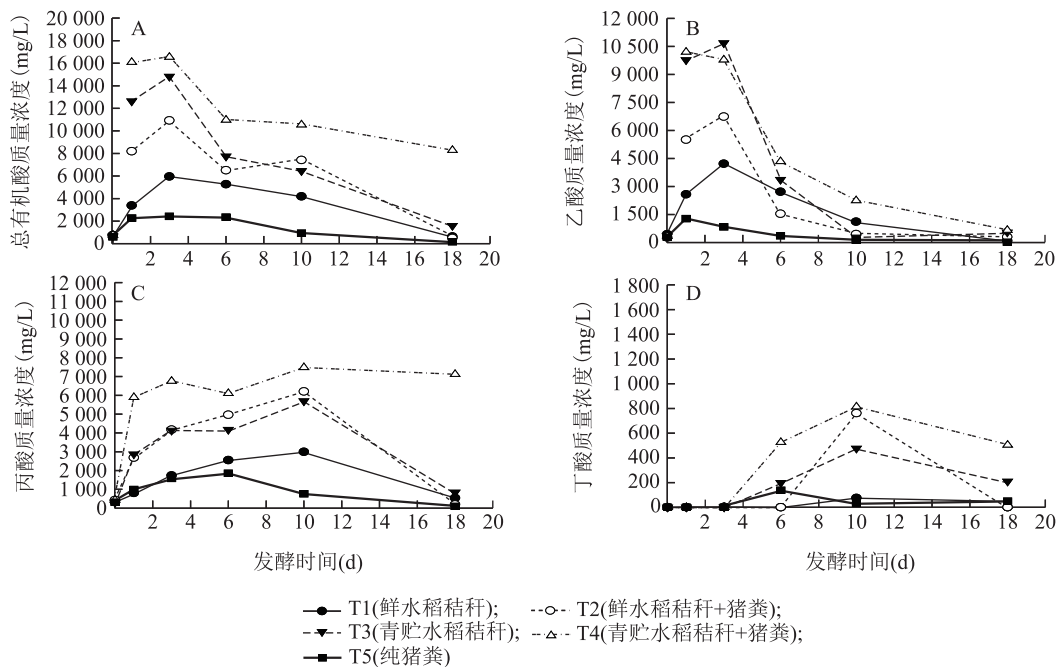 A
总有机酸质量浓度(mg/L)
20 000
18 000
16 000
14 000
12 000
10 000
8 000
6 000
4 000
2 000
0
2 4 6 8 10 12 14 16 18 20
B
乙酸质量浓度(mg/L)
12 000
10 500
9 000
7 500
6 000
4 500
3 000
1 500
0
2 4 6 8 10 12 14 16 18 20
C
丙酸质量浓度(mg/L)
12 000
11 000
10 000
9 000
8 000
7 000
6 000
5 000
4 000
3 000
2 000
1 000
0
2 4 6 8 10 12 14 16 18 20
发酵时间(d)
D
丁酸质量浓度(mg/L)
1 800
1 600
1 400
1 200
1 000
800
600
400
200
0
2 4 6 8 10 12 14 16 18 20
发酵时间(d)
T1(鲜水稻秸秆); T2(鲜水稻秸秆+猪粪);
T3(青贮水稻秸秆); T4(青贮水稻秸秆+猪粪);
T5(纯猪粪)